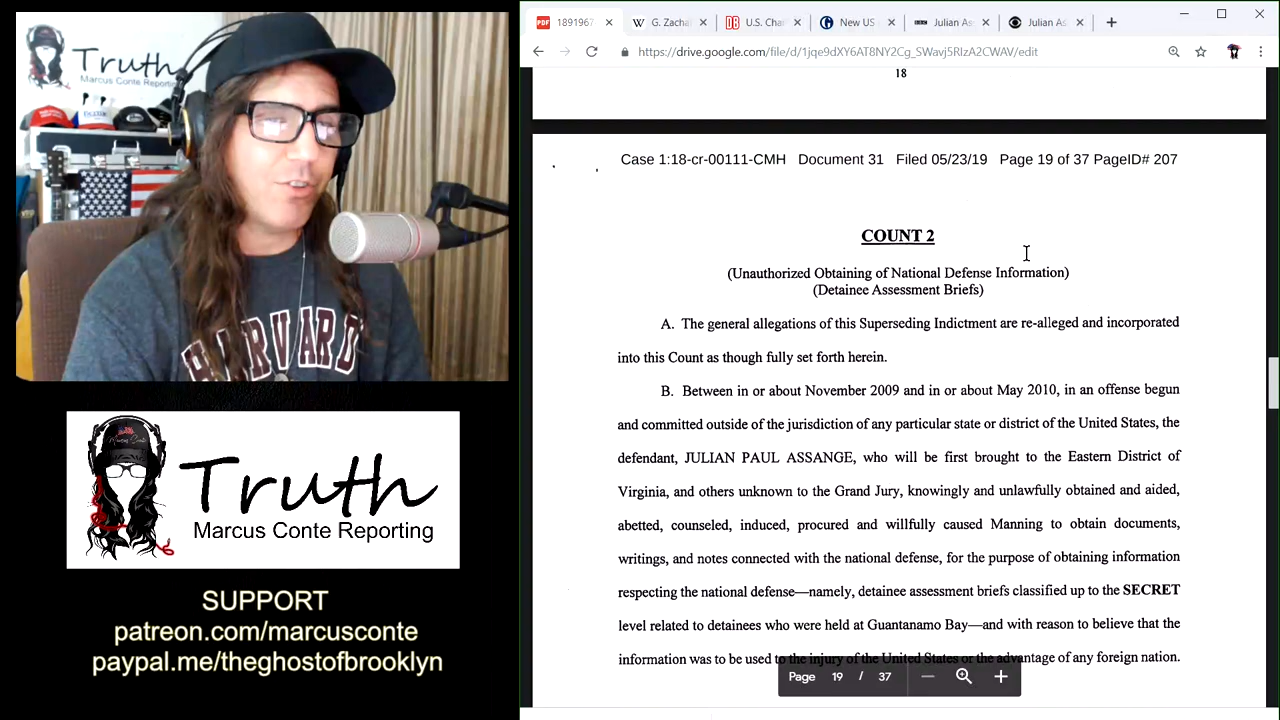 Truth
Marcus Conte Reporting
HARVARD
Truth
Marcus Conte Reporting
SUPPORT
patreon.com/marcusconte
paypal.me/theghostofbrooklyn
PDF 1891967
W G. Zachar
DB U.S. Cha
New US
Julian As
Julian As
https://drive.google.com/file/d/1jqe9dXY6AT8NY2Cg_SWavj5RIzA2CWAV/edit
18
Case 1:18-cr-00111-CMH Document 31 Filed 05/23/19 Page 19 of 37 PageID# 207
COUNT 2
(Unauthorized Obtaining of National Defense Information)
(Detainee Assessment Briefs)
A. The general allegations of this Superseding Indictment are re-alleged and incorporated
into this Count as though fully set forth herein.
B. Between in or about November 2009 and in or about May 2010, in an offense begun
and committed outside of the jurisdiction of any particular state or district of the United States, the
defendant, JULIAN PAUL ASSANGE, who will be first brought to the Eastern District of
Virginia, and others unknown to the Grand Jury, knowingly and unlawfully obtained and aided,
abetted, counseled, induced, procured and willfully caused Manning to obtain documents,
writings, and notes connected with the national defense, for the purpose of obtaining information
respecting the national defense—namely, detainee assessment briefs classified up to the SECRET
level related to detainees who were held at Guantanamo Bay—and with reason to believe that the
information was to be used to the injury of the United States or the advantage of any foreign nation.
Page 19 / 37